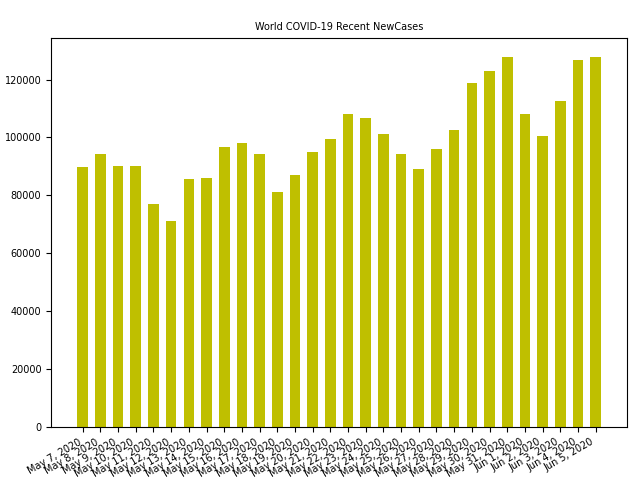 World COVID-19 Recent NewCases
120000
100000
80000
60000
40000
20000
0
May 7, 2020
May 8, 2020
May 9, 2020
May 10, 2020
May 11, 2020
May 12, 2020
May 13, 2020
May 14, 2020
May 15, 2020
May 16, 2020
May 17, 2020
May 18, 2020
May 19, 2020
May 20, 2020
May 21, 2020
May 22, 2020
May 23, 2020
May 24, 2020
May 25, 2020
May 26, 2020
May 27, 2020
May 28, 2020
May 29, 2020
May 30, 2020
May 31, 2020
Jun 1, 2020
Jun 2, 2020
Jun 3, 2020
Jun 4, 2020
Jun 5, 2020